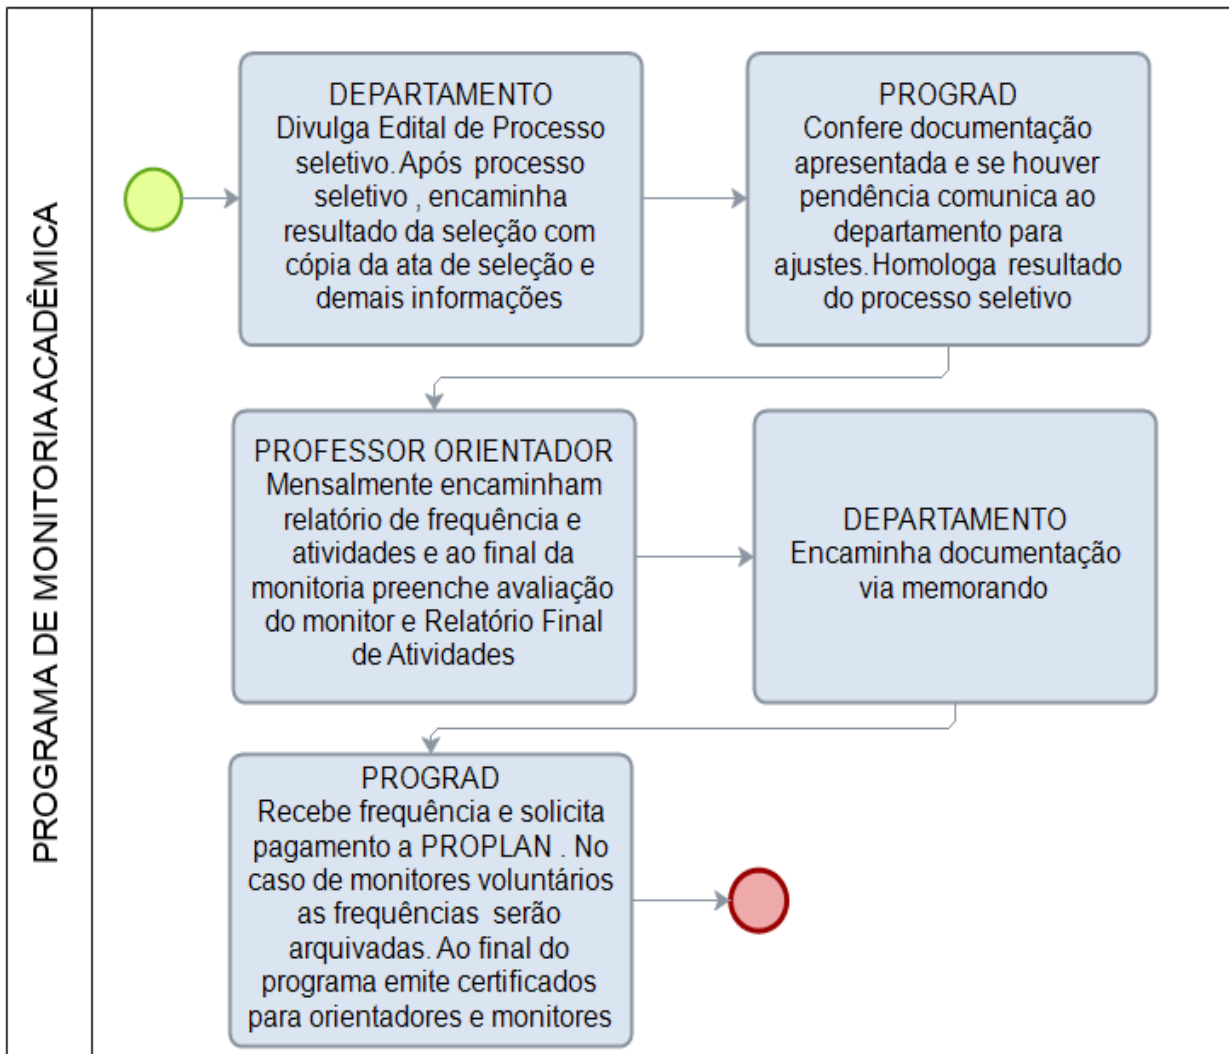 PROGRAMA DE MONITORIA ACADÊMICA
DEPARTAMENTO
Divulga Edital de Processo
seletivo. Após processo
seletivo , encaminha
resultado da seleção com
cópia da ata de seleção e
demais informações
PROGRAD
Confere documentação
apresentada e se houver
pendência comunica ao
departamento para
ajustes. Homologa resultado
do processo seletivo
PROFESSOR ORIENTADOR
Mensalmente encaminham
relatório de frequência e
atividades e ao final da
monitoria preenche avaliação
do monitor e Relatório Final
de Atividades
DEPARTAMENTO
Encaminha documentação
via memorando
PROGRAD
Recebe frequência e solicita
pagamento a PROPLAN . No
caso de monitores voluntários
as frequências serão
arquivadas. Ao final do
programa emite certificados
para orientadores e monitores